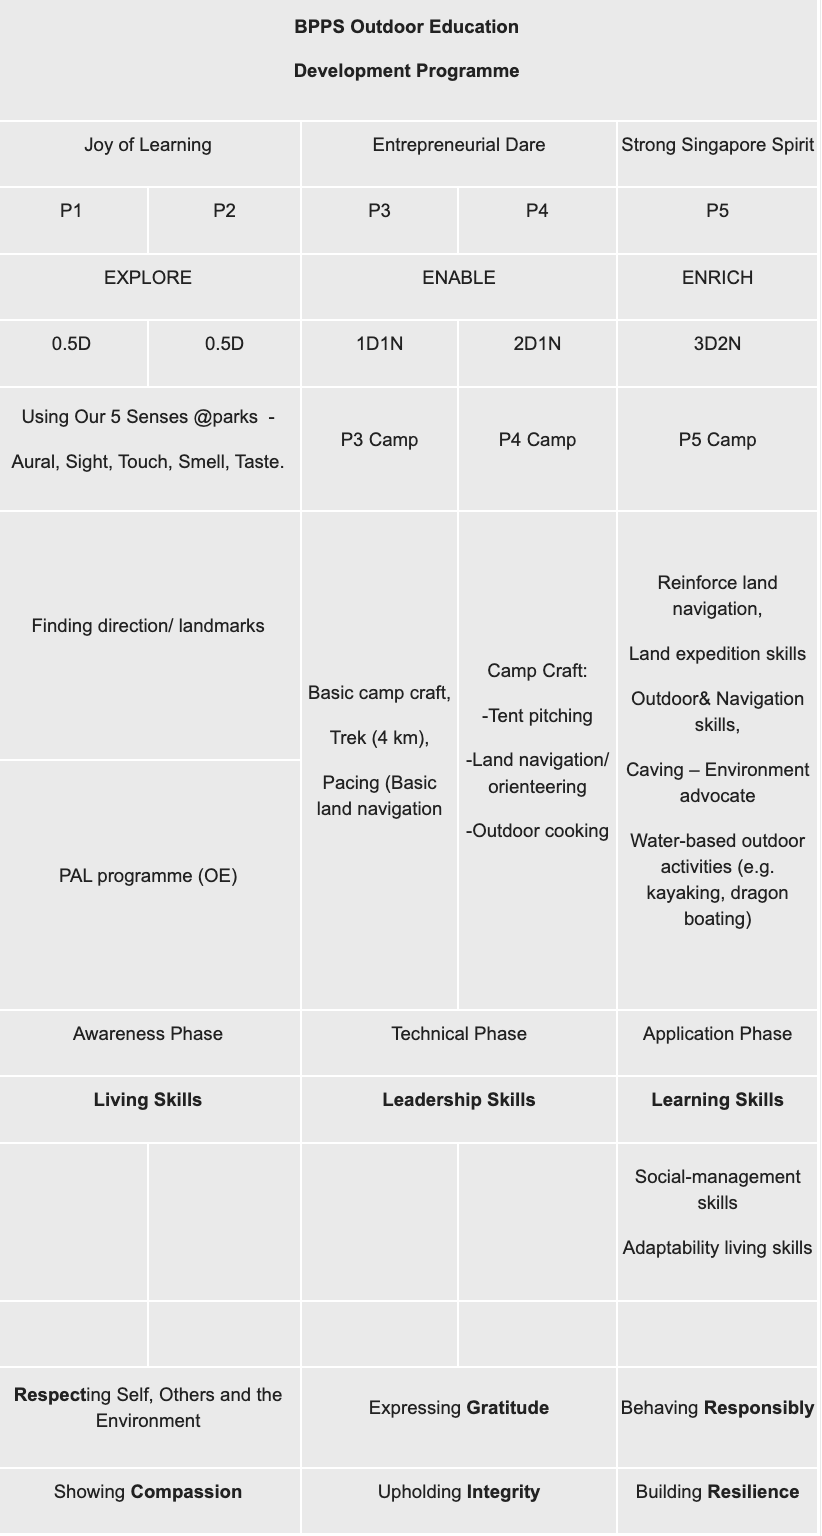 BPPS Outdoor Education
Development Programme
Joy of Learning
Entrepreneurial Dare
Strong Singapore Spirit
P1
P2
P3
P4
P5
EXPLORE
ENABLE
ENRICH
0.5D
0.5D
1D1N
2D1N
3D2N
Using Our 5 Senses @parks -
Aural, Sight, Touch, Smell, Taste.
P3 Camp
P4 Camp
P5 Camp
Finding direction/ landmarks
PAL programme (OE)
Basic camp craft,
Trek (4 km),
Pacing (Basic
land navigation
Camp Craft:
-Tent pitching
-Land navigation/
orienteering
-Outdoor cooking
Reinforce land
navigation,
Land expedition skills
Outdoor& Navigation
skills,
Caving – Environment
advocate
Water-based outdoor
activities (e.g.
kayaking, dragon
boating)
Awareness Phase
Technical Phase
Application Phase
Living Skills
Leadership Skills
Learning Skills
Social-management
skills
Adaptability living skills
Respecting Self, Others and the
Environment
Expressing Gratitude
Behaving Responsibly
Showing Compassion
Upholding Integrity
Building Resilience